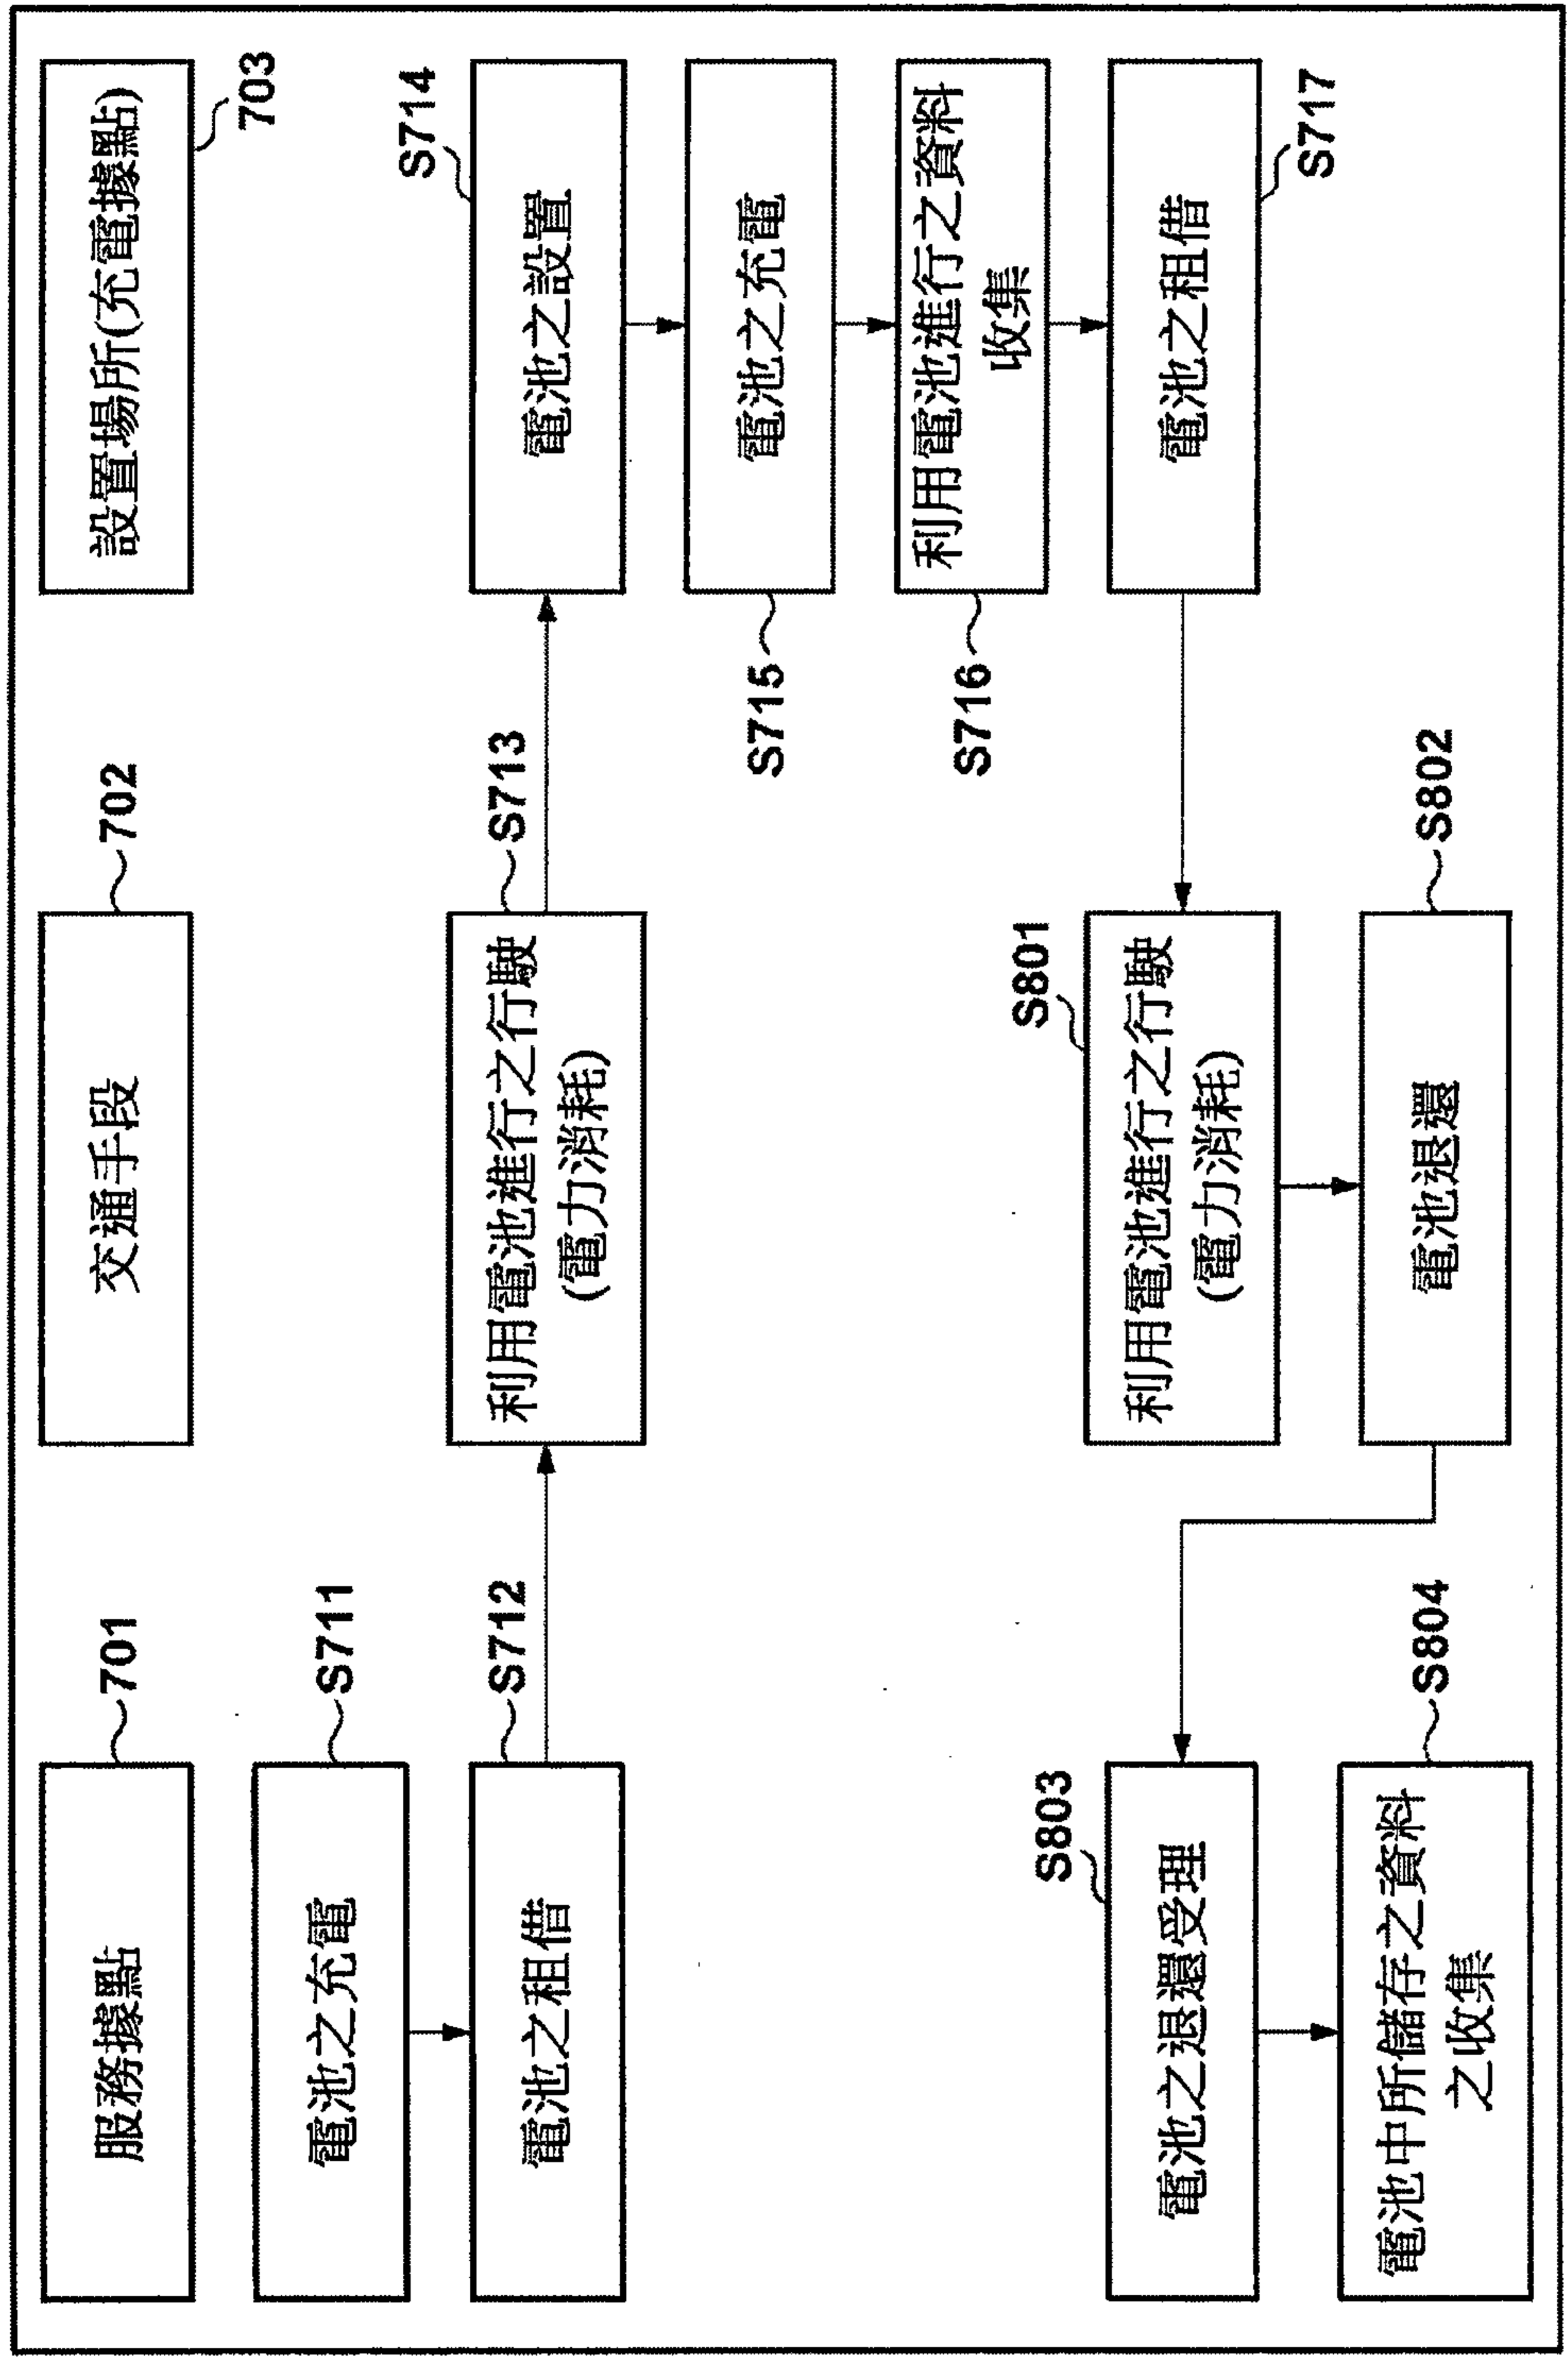 服務據點
701
交通手段
702
設置場所(充電據點)
703
電池之充電
S711
電池之租借
S712
利用電池進行之行駛
(電力消耗)
S713
電池之設置
S714
電池之充電
S715
利用電池進行之資料
收集
S716
電池之租借
S717
利用電池進行之行駛
(電力消耗)
S801
電池退還
S802
電池之退還受理
S803
電池中所儲存之資料
之收集
S804